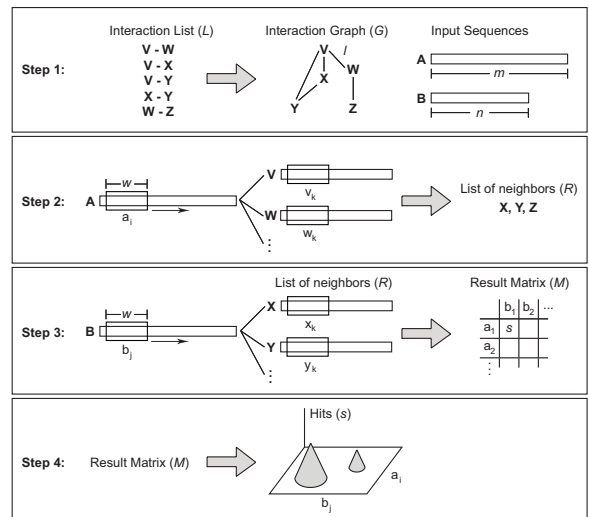 Step 1:
Interaction List (L)
V - W
V - X
V - Y
X - Y
W - Z
Interaction Graph (G)
V
l
W
X
Y
Z
Input Sequences
A
m
B
n
Step 2:
A
w
a_i
V
v_k
W
w_k
⋮
List of neighbors (R)
X, Y, Z
Step 3:
B
w
b_j
List of neighbors (R)
X
x_k
Y
y_k
⋮
Result Matrix (M)
b_1 b_2 ...
a_1 s
a_2
⋮
Step 4:
Result Matrix (M)
Hits (s)
a_i
b_j